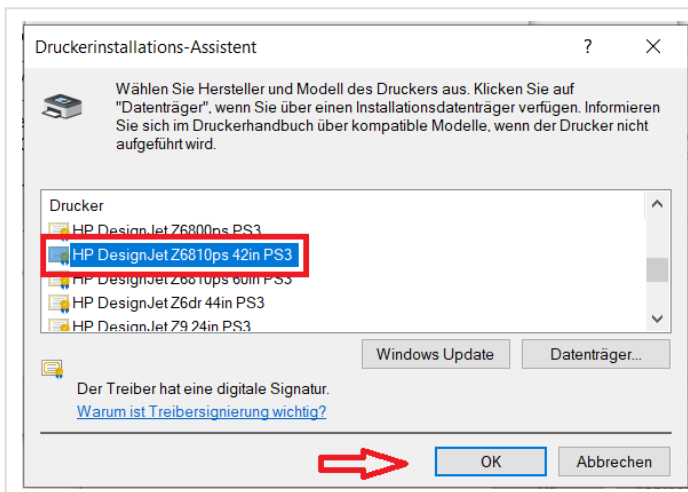 Druckerinstallations-Assistent
Wählen Sie Hersteller und Modell des Druckers aus. Klicken Sie auf
"Datenträger", wenn Sie über einen Installationsdatenträger verfügen. Informieren
Sie sich im Druckerhandbuch über kompatible Modelle, wenn der Drucker nicht
aufgeführt wird.
Drucker
HP DesignJet Z6800ps PS3
HP DesignJet Z6810ps 42in PS3
HP DesignJet Z6810ps 60in PS3
HP DesignJet Z6dr 44in PS3
HP DesignJet Z9 24in PS3
Windows Update
Datenträger...
Der Treiber hat eine digitale Signatur.
Warum ist Treibersignierung wichtig?
OK
Abbrechen